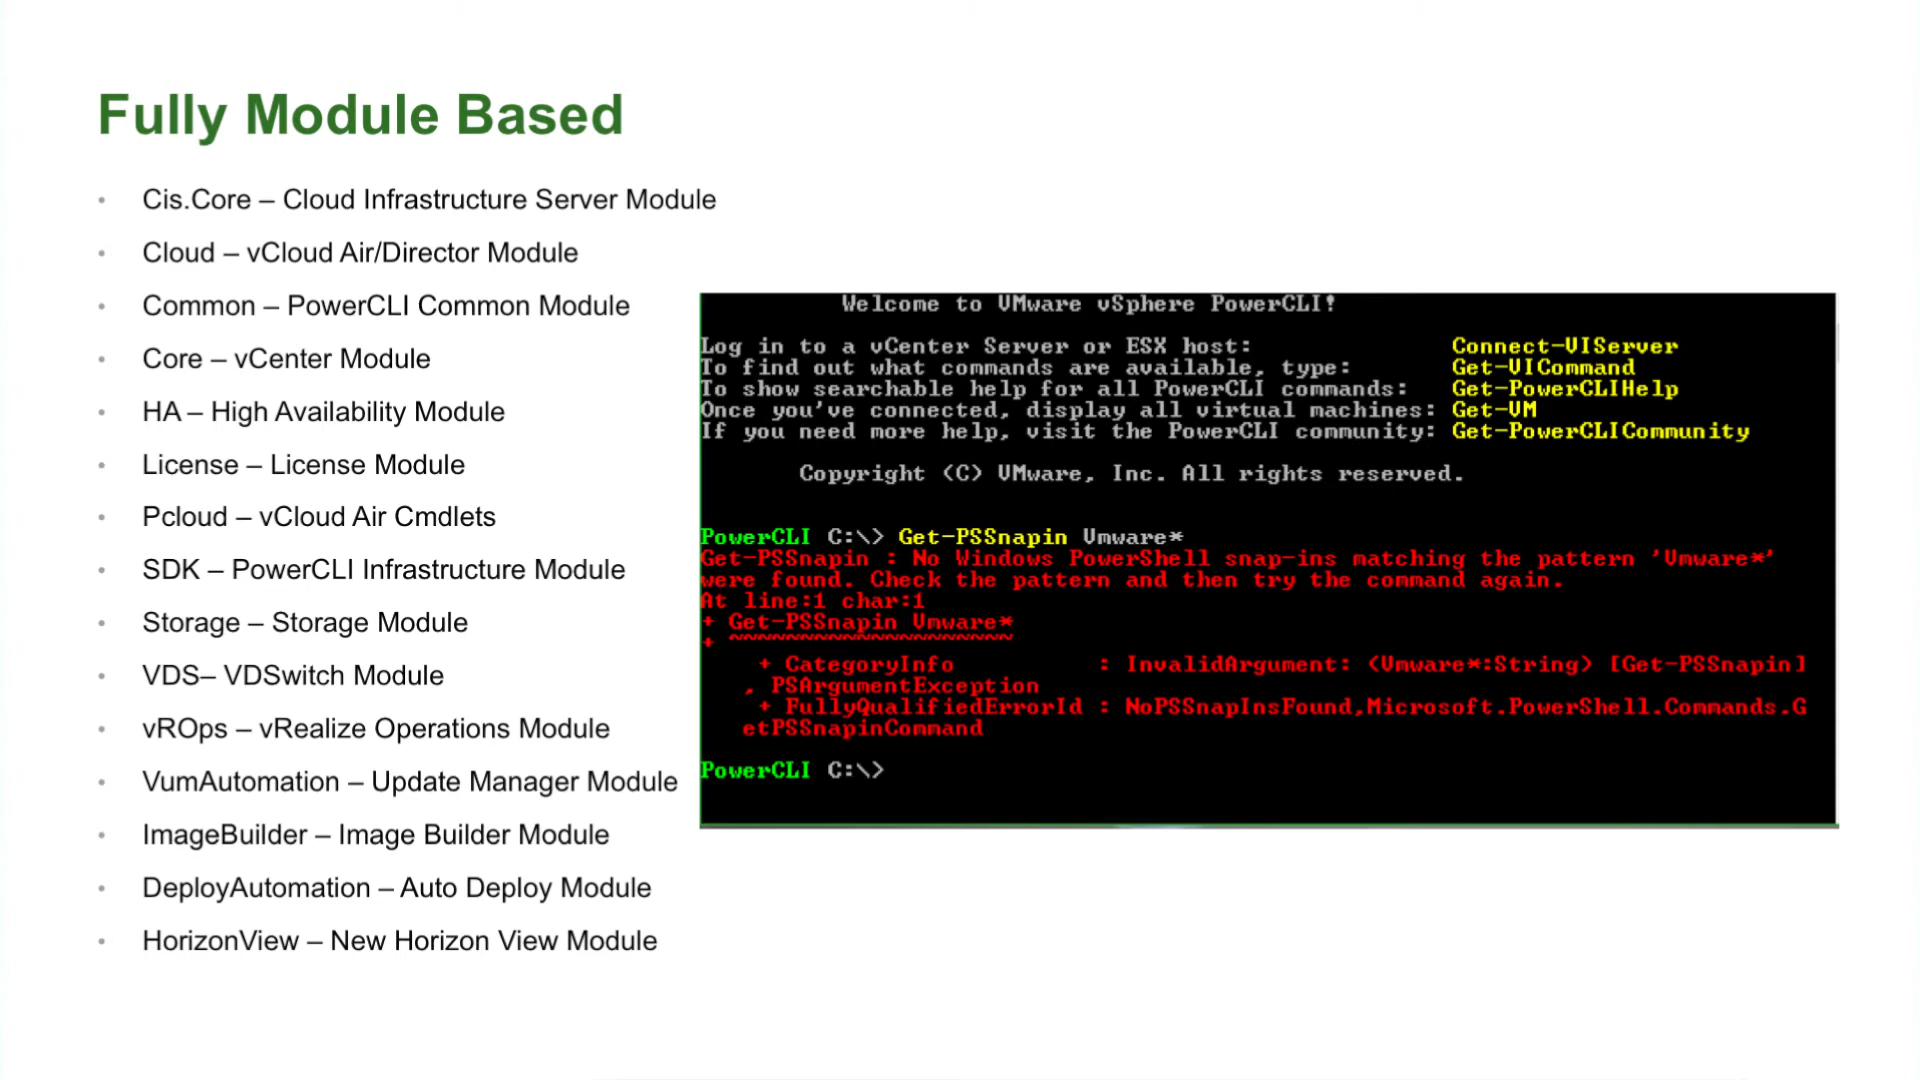 Fully Module Based
• Cis.Core – Cloud Infrastructure Server Module
• Cloud – vCloud Air/Director Module
• Common – PowerCLI Common Module
• Core – vCenter Module
• HA – High Availability Module
• License – License Module
• Pcloud – vCloud Air Cmdlets
• SDK – PowerCLI Infrastructure Module
• Storage – Storage Module
• VDS– VDSwitch Module
• vROps – vRealize Operations Module
• VumAutomation – Update Manager Module
• ImageBuilder – Image Builder Module
• DeployAutomation – Auto Deploy Module
• HorizonView – New Horizon View Module
Welcome to VMware vSphere PowerCLI!
Log in to a vCenter Server or ESX host: Connect-VIServer
To find out what commands are available, type: Get-VICommand
To show searchable help for all PowerCLI commands: Get-PowerCLIHelp
Once you've connected, display all virtual machines: Get-VM
If you need more help, visit the PowerCLI community: Get-PowerCLICommunity
Copyright (C) VMware, Inc. All rights reserved.
PowerCLI C:\> Get-PSSnapin Vmware*
Get-PSSnapin : No Windows PowerShell snap-ins matching the pattern 'Vmware*'
were found. Check the pattern and then try the command again.
At line:1 char:1
+ Get-PSSnapin Vmware*
+ ~~~~~~~~~~~~~~~~~~~~
+ CategoryInfo : InvalidArgument: (Vmware*:String) [Get-PSSnapin]
, PSArgumentException
+ FullyQualifiedErrorId : NoPSSnapInsFound,Microsoft.PowerShell.Commands.G
etPSSnapinCommand
PowerCLI C:\>